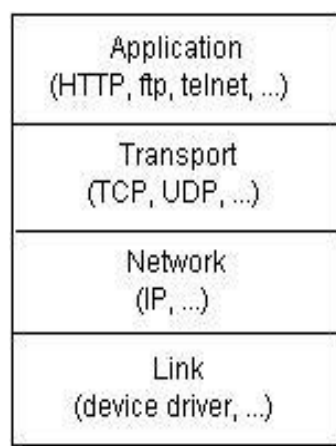 Application
(HTTP, ftp, telnet, ...)
Transport
(TCP, UDP, ...)
Network
(IP, ...)
Link
(device driver, ...)